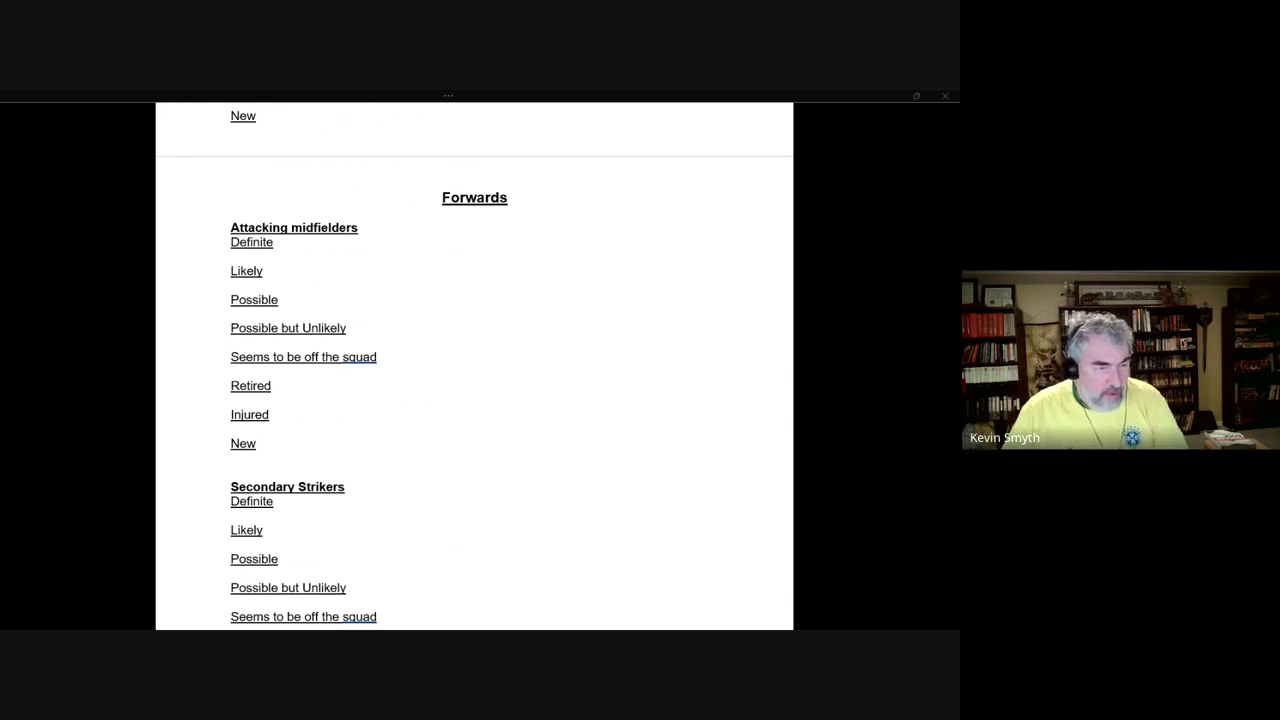 New
Forwards
Attacking midfielders
Definite
Likely
Possible
Possible but Unlikely
Seems to be off the squad
Retired
Injured
New
Secondary Strikers
Definite
Likely
Possible
Possible but Unlikely
Seems to be off the squad
Kevin Smyth